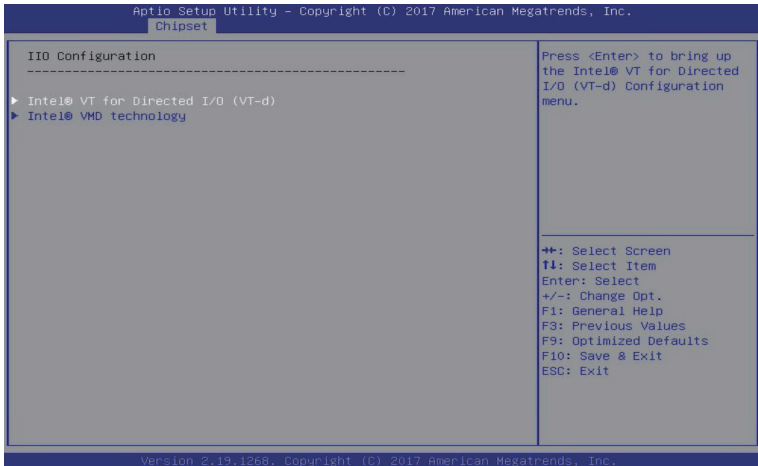 Aptio Setup Utility – Copyright (C) 2017 American Megatrends, Inc.
Chipset
IIO Configuration
--------------------------------------------------
Intel® VT for Directed I/O (VT-d)
Intel® VMD technology
Press <Enter> to bring up
the Intel® VT for Directed
I/O (VT-d) Configuration
menu.
→←: Select Screen
↑↓: Select Item
Enter: Select
+/-: Change Opt.
F1: General Help
F3: Previous Values
F9: Optimized Defaults
F10: Save & Exit
ESC: Exit
Version 2.19.1268. Copyright (C) 2017 American Megatrends, Inc.